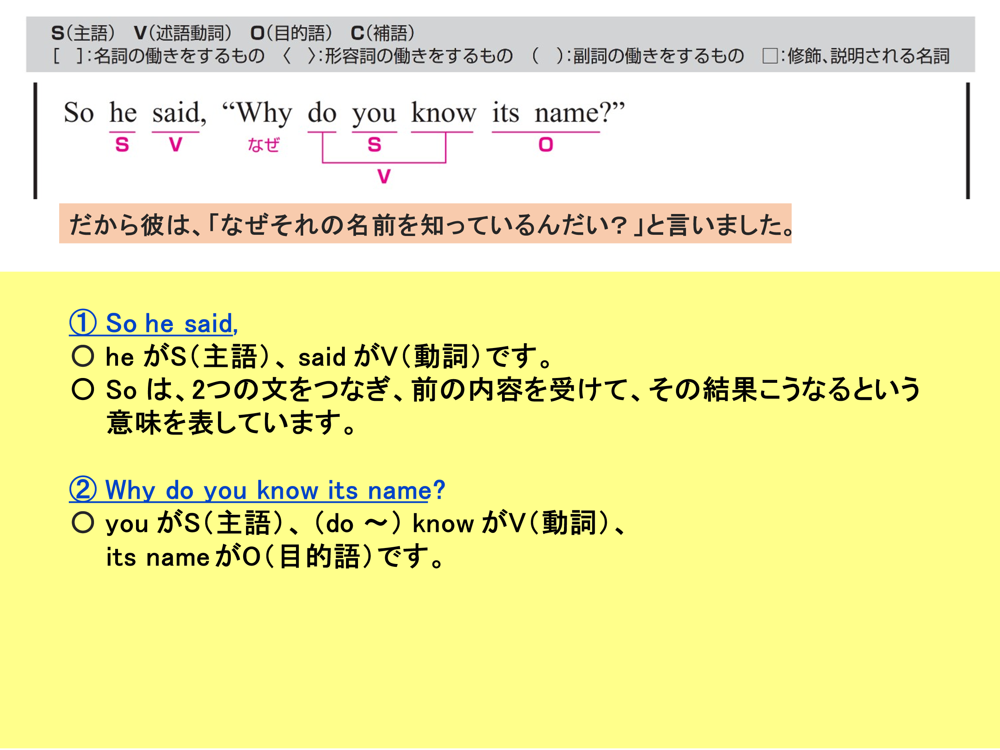 S（主語）　V（述語動詞）　O（目的語）　C（補語）
［　］：名詞の働きをするもの　〈　〉：形容詞の働きをするもの　（　）：副詞の働きをするもの　□：修飾、説明される名詞
So he said, “Why do you know its name?”
S V なぜ S O
V
だから彼は、「なぜそれの名前を知っているんだい？」と言いました。
① So he said,
○ he がS（主語）、said がV（動詞）です。
○ So は、2つの文をつなぎ、前の内容を受けて、その結果こうなるという
意味を表しています。
② Why do you know its name?
○ you がS（主語）、（do ～）know がV（動詞）、
its name がO（目的語）です。